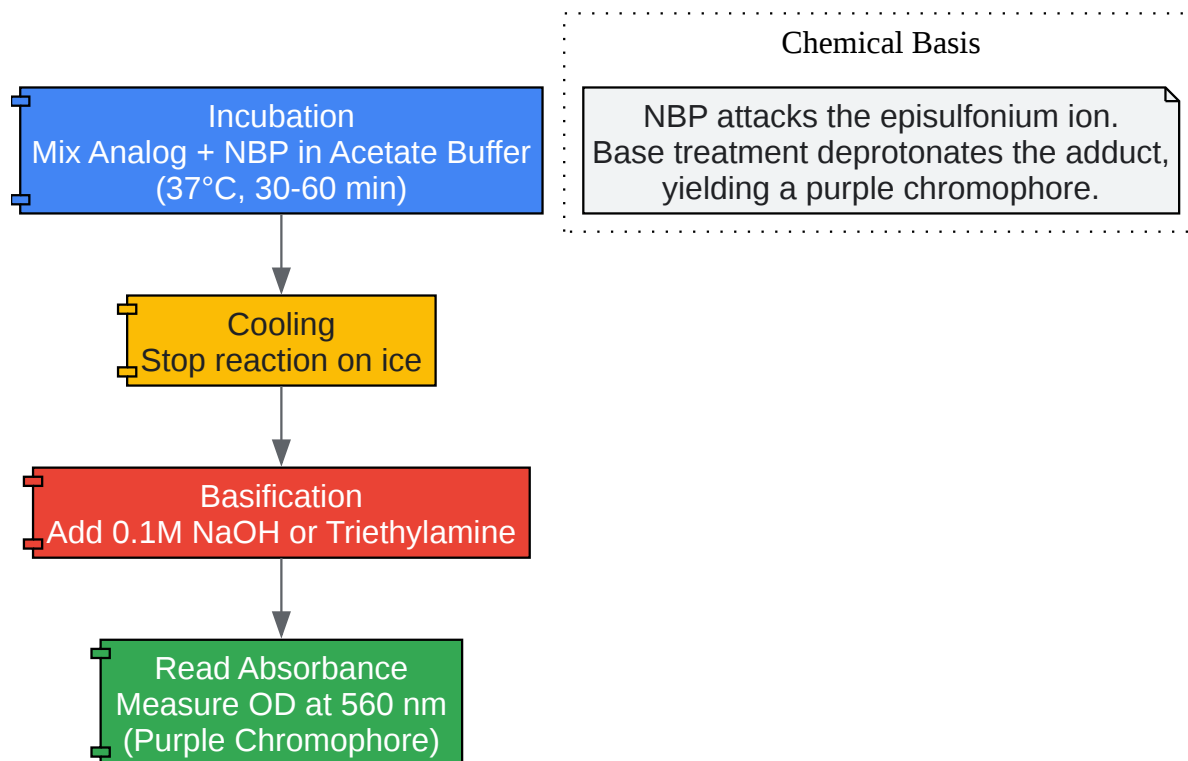 Chemical Basis
Incubation
Mix Analog + NBP in Acetate Buffer
(37°C, 30-60 min)
NBP attacks the episulfonium ion.
Base treatment deprotonates the adduct,
yielding a purple chromophore.
Cooling
Stop reaction on ice
Basification
Add 0.1M NaOH or Triethylamine
Read Absorbance
Measure OD at 560 nm
(Purple Chromophore)